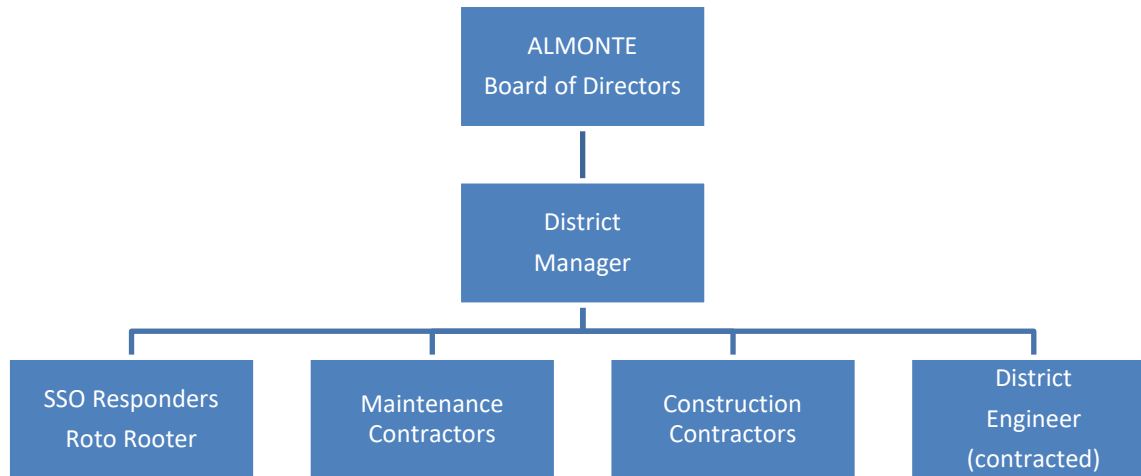 ALMONTE
Board of Directors
District
Manager
SSO Responders
Roto Rooter
Maintenance
Contractors
Construction
Contractors
District
Engineer
(contracted)